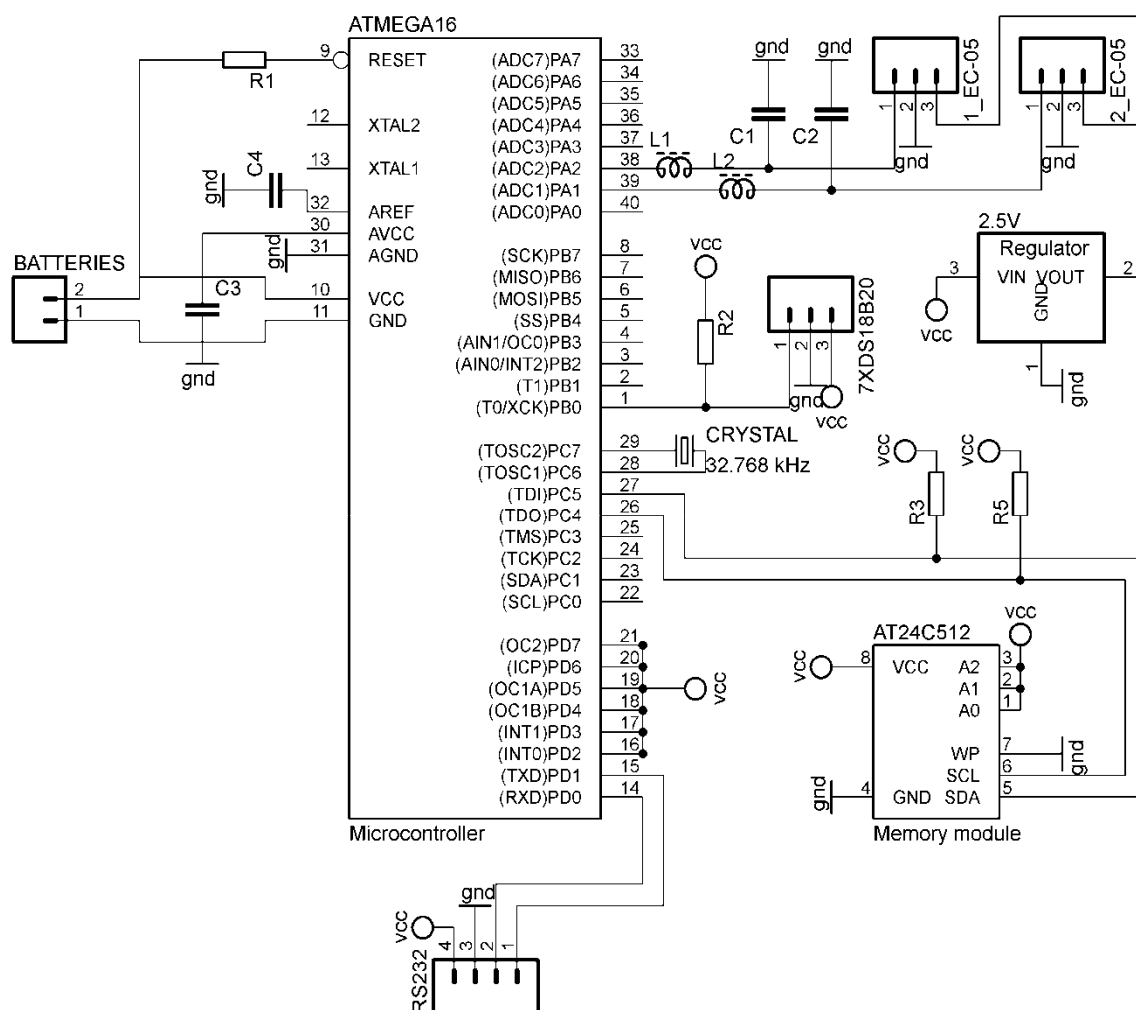 ATMEGA16
9
RESET
R1
12
XTAL2
13
XTAL1
C4
gnd
32
AREF
30
AVCC
gnd
31
AGND
BATTERIES
2
1
C3
10
VCC
11
GND
gnd
(ADC7)PA7
33
(ADC6)PA6
34
(ADC5)PA5
35
(ADC4)PA4
36
(ADC3)PA3
37
(ADC2)PA2
38
(ADC1)PA1
39
(ADC0)PA0
40
(SCK)PB7
8
(MISO)PB6
7
(MOSI)PB5
6
(SS)PB4
5
(AIN1/OC0)PB3
4
(AIN0/INT2)PB2
3
(T1)PB1
2
(T0/XCK)PB0
1
(TOSC2)PC7
29
(TOSC1)PC6
28
(TDI)PC5
27
(TDO)PC4
26
(TMS)PC3
25
(TCK)PC2
24
(SDA)PC1
23
(SCL)PC0
22
(OC2)PD7
21
(ICP)PD6
20
(OC1A)PD5
19
(OC1B)PD4
18
(INT1)PD3
17
(INT0)PD2
16
(TXD)PD1
15
(RXD)PD0
14
Microcontroller
L1
L2
gnd
C1
gnd
C2
1
2
3
gnd
1_EC-05
1
2
3
gnd
2_EC-05
2.5V
Regulator
3
VIN
VOUT
2
GND
vcc
1
gnd
vcc
R2
1
2
3
gnd
vcc
7XDS18B20
CRYSTAL
32.768 kHz
vcc
R3
vcc
R5
vcc
AT24C512
vcc
vcc
8
VCC
A2
3
A1
2
A0
1
WP
7
gnd
SCL
6
gnd
4
GND
SDA
5
Memory module
vcc
gnd
4
3
2
1
RS232